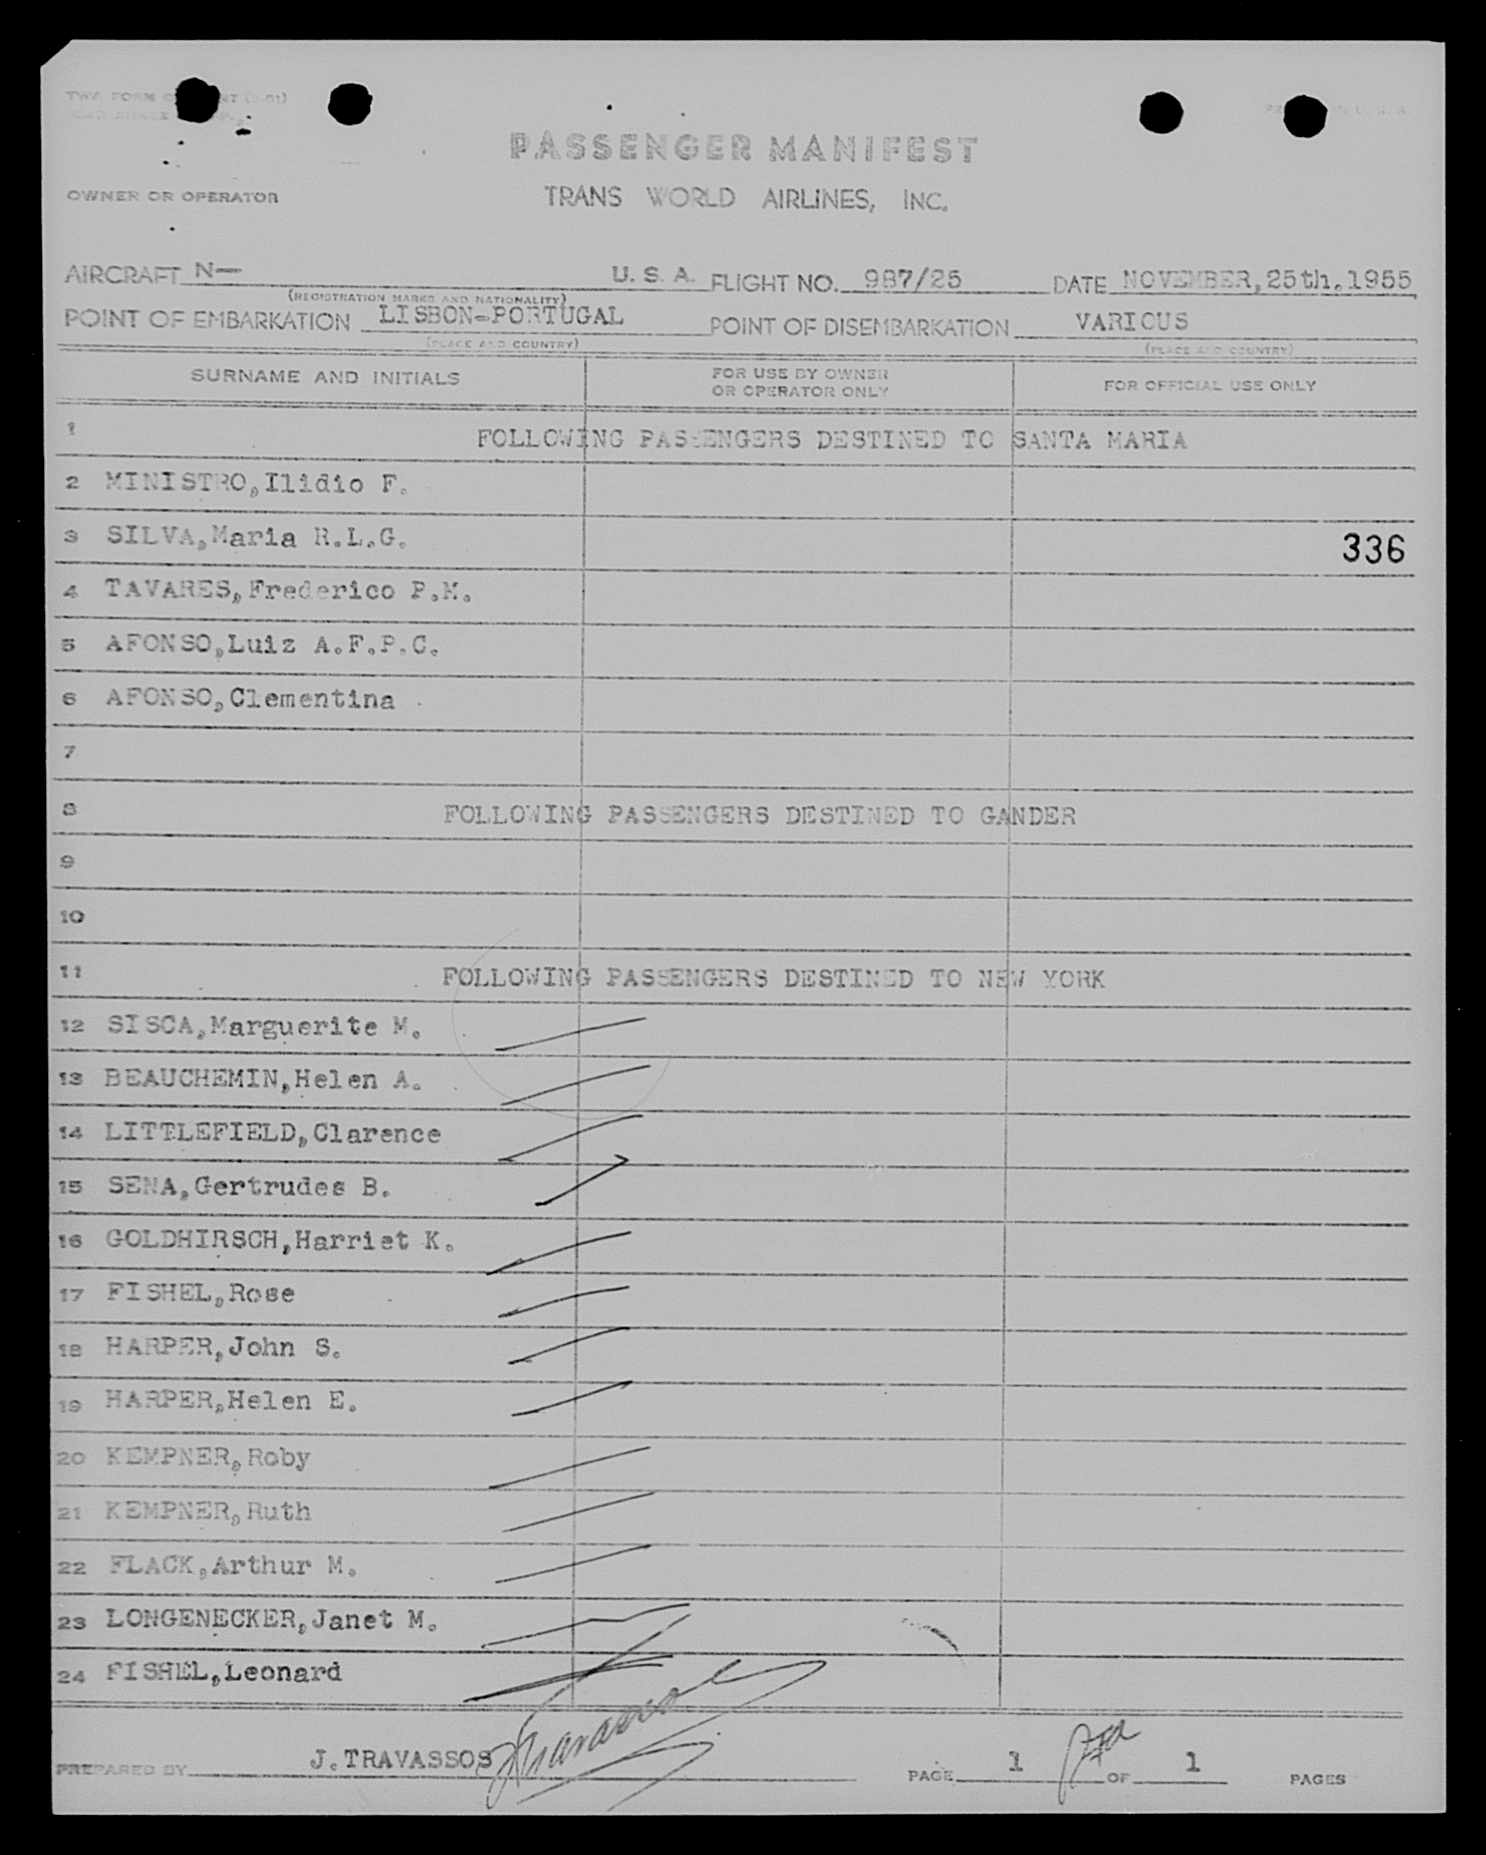 TWA FORM
PASSENGER MANIFEST
OWNER OR OPERATOR
TRANS WORLD AIRLINES, INC.
AIRCRAFT N- U. S. A. FLIGHT NO. 987/25 DATE NOVEMBER,25th.1955
(REGISTRATION MARKS AND NATIONALITY)
POINT OF EMBARKATION LISBON-PORTUGAL POINT OF DISEMBARKATION VARIOUS
(PLACE AND COUNTRY) (PLACE AND COUNTRY)
SURNAME AND INITIALS FOR USE BY OWNER OR OPERATOR ONLY FOR OFFICIAL USE ONLY
1 FOLLOWING PASSENGERS DESTINED TO SANTA MARIA
2 MINISTRO,Ilidio F.
3 SILVA,Maria R.L.G. 336
4 TAVARES,Frederico P.M.
5 AFONSO,Luiz A.F.P.C.
6 AFONSO,Clementina
7
8 FOLLOWING PASSENGERS DESTINED TO GANDER
9
10
11 FOLLOWING PASSENGERS DESTINED TO NEW YORK
12 SISCA,Marguerite M.
13 BEAUCHEMIN,Helen A.
14 LITTLEFIELD,Clarence
15 SENA,Gertrudes B.
16 GOLDHIRSCH,Harriet K.
17 FISHEL,Rose
18 HARPER,John S.
19 HARPER,Helen E.
20 KEMPNER,Roby
21 KEMPNER,Ruth
22 FLACK,Arthur M.
23 LONGENECKER,Janet M.
24 FISHEL,Leonard
PREPARED BY J.TRAVASSOS PAGE 1 OF 1 PAGES